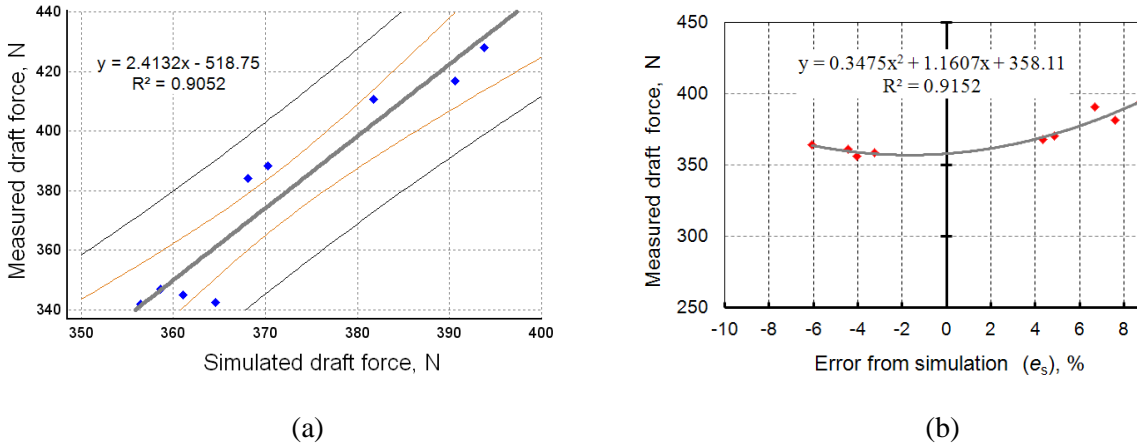 440
420
400
380
360
340
y = 2.4132x - 518.75
R² = 0.9052
Measured draft force, N
350 360 370 380 390 400
Simulated draft force, N
(a)
450
400
350
300
250
y = 0.3475x² + 1.1607x + 358.11
R² = 0.9152
Measured draft force, N
-10 -8 -6 -4 -2 0 2 4 6 8
Error from simulation (eₛ), %
(b)